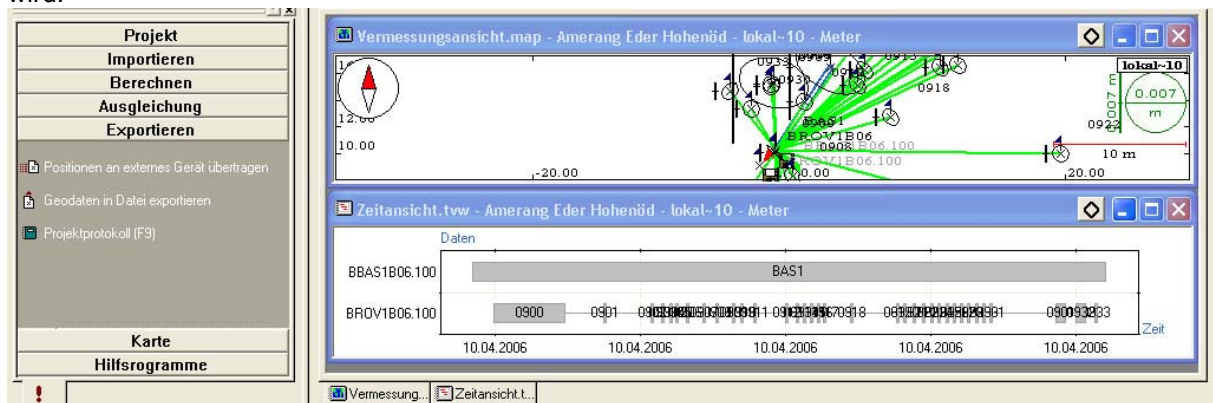 wird.
Projekt
Importieren
Berechnen
Ausgleichung
Exportieren
Positionen an externes Gerät übertragen
Geodaten in Datei exportieren
Projektprotokoll (F9)
Karte
Hilfsrogramme
Vermessungsansicht.map - Amerang Eder Hohenöd - lokal~10 - Meter
lokal~10
0918
0.007
m
12.00
0922
BROV1B06
10.00
0908
BROV1B06.100
10 m
-20.00
0.00
20.00
Zeitansicht.tvw - Amerang Eder Hohenöd - lokal~10 - Meter
Daten
BBAS1B06.100
BAS1
BROV1B06.100
0900
0901
0918
Zeit
10.04.2006
10.04.2006
10.04.2006
10.04.2006
10.04.2006
Vermessung...
Zeitansicht.t...